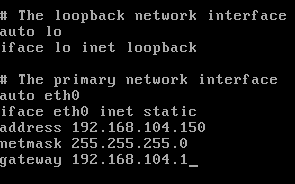 # The loopback network interface
auto lo
iface lo inet loopback

# The primary network interface
auto eth0
iface eth0 inet static
address 192.168.104.150
netmask 255.255.255.0
gateway 192.168.104.1_